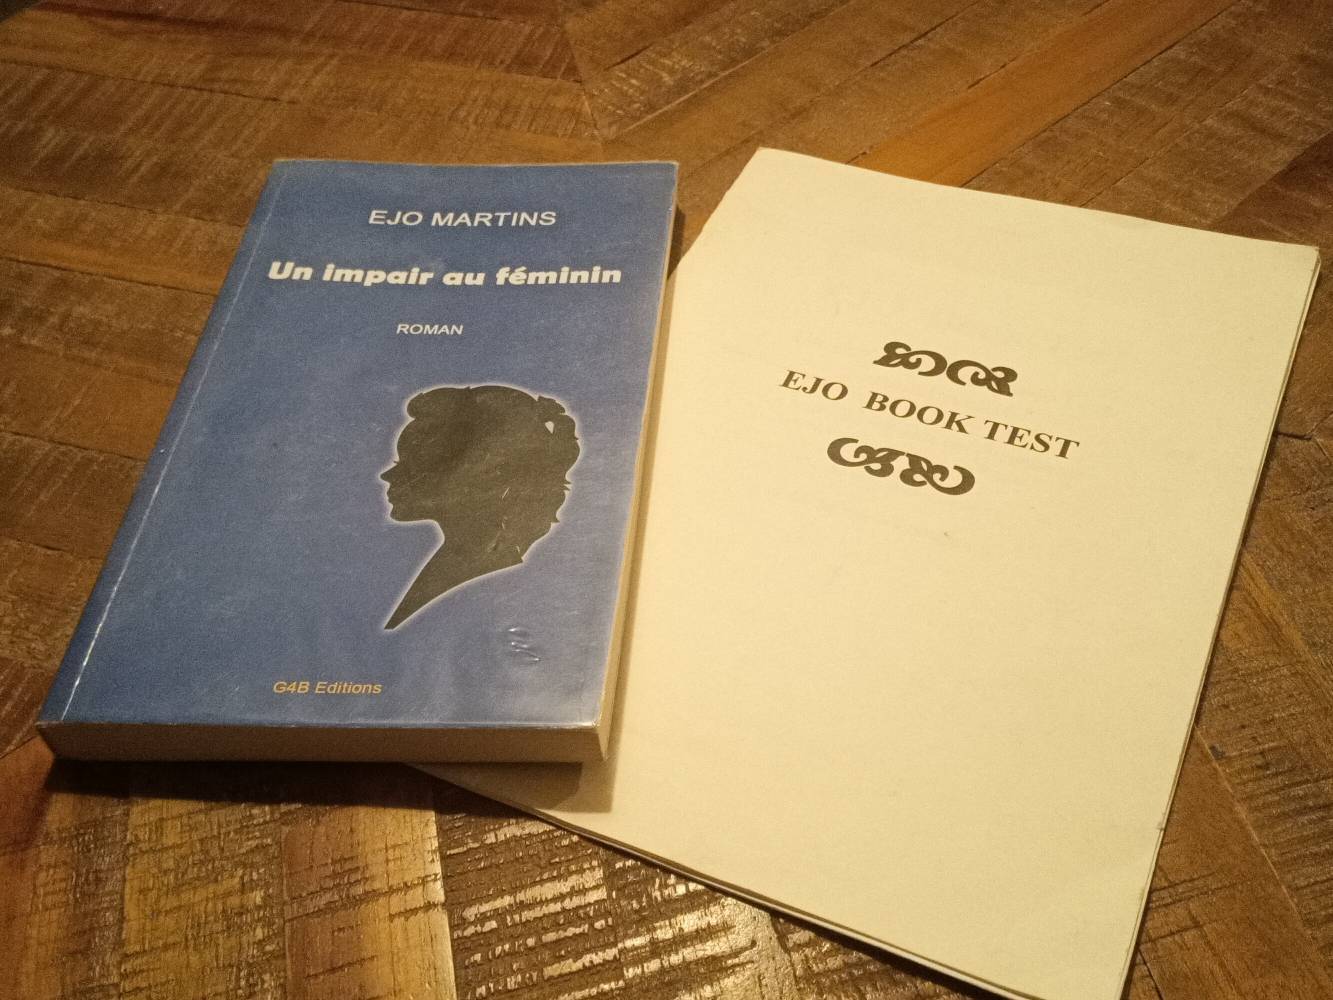 EJO MARTINS
Un impair au féminin
ROMAN
G4B Editions
EJO BOOK TEST